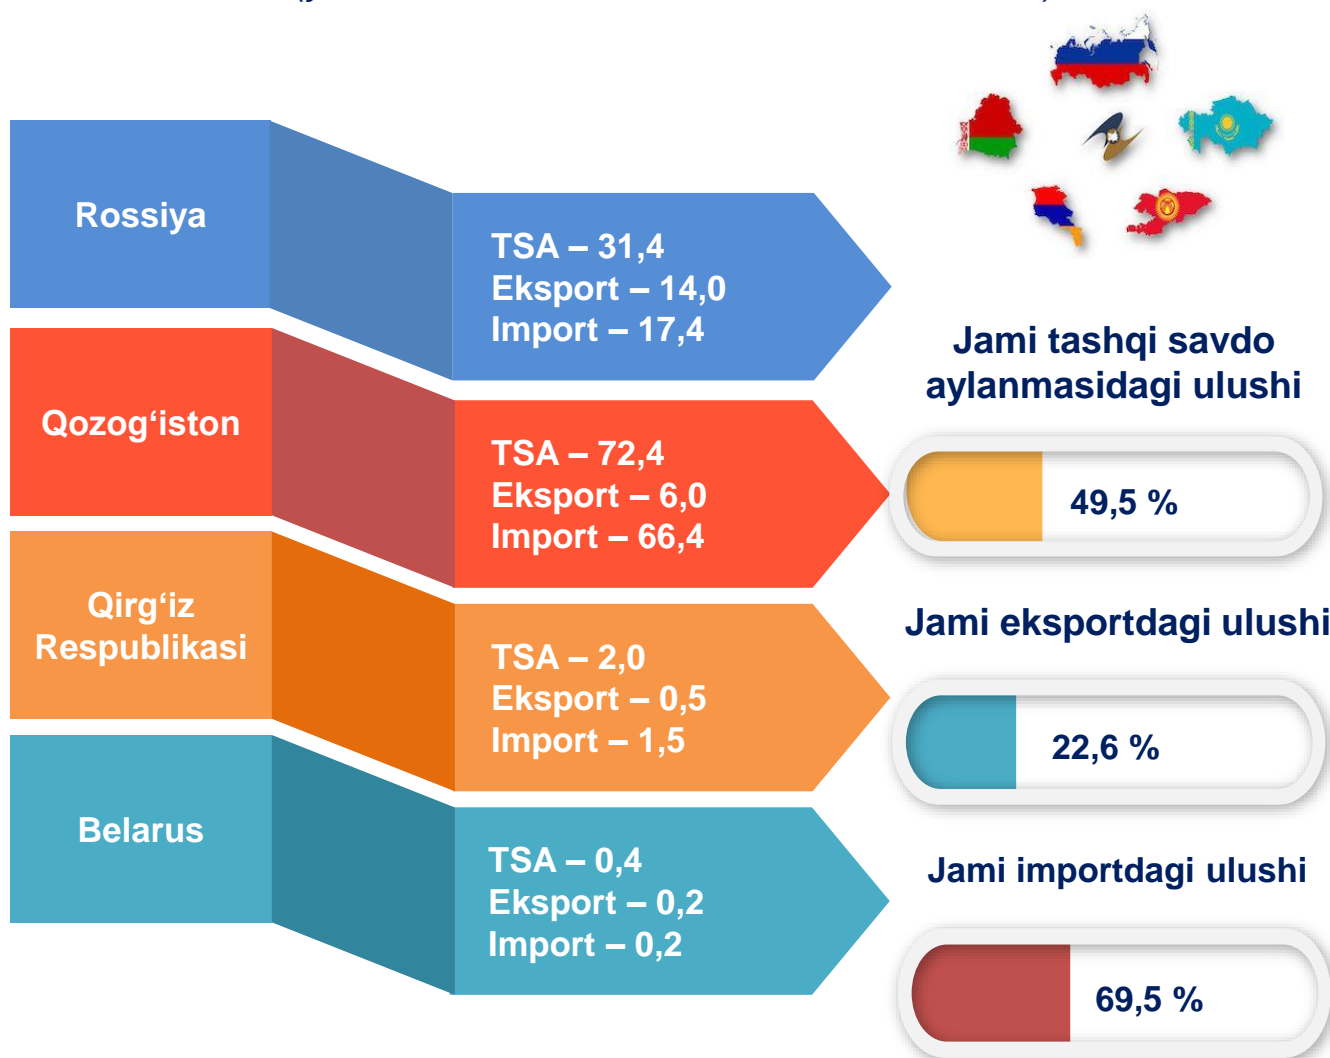 Rossiya
TSA – 31,4
Eksport – 14,0
Import – 17,4
Qozog‘iston
TSA – 72,4
Eksport – 6,0
Import – 66,4
Qirg‘iz
Respublikasi
TSA – 2,0
Eksport – 0,5
Import – 1,5
Belarus
TSA – 0,4
Eksport – 0,2
Import – 0,2
Jami tashqi savdo
aylanmasidagi ulushi
49,5 %
Jami eksportdagi ulushi
22,6 %
Jami importdagi ulushi
69,5 %